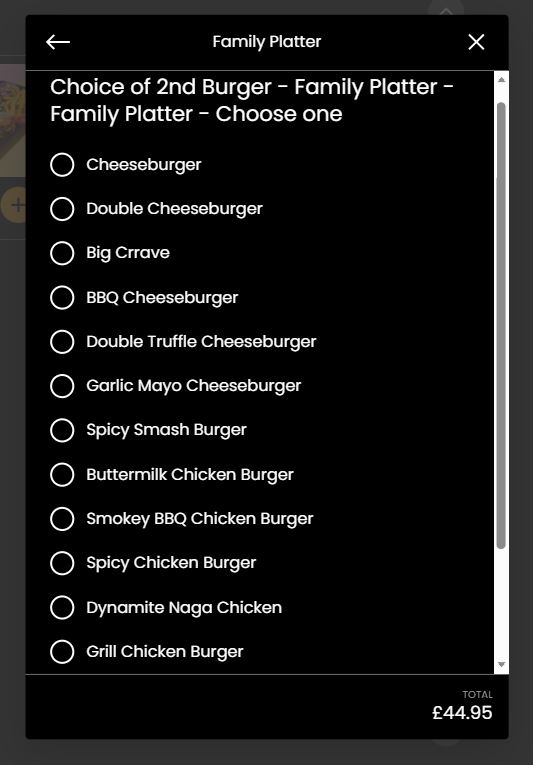 Family Platter
Choice of 2nd Burger - Family Platter -
Family Platter - Choose one
Cheeseburger
Double Cheeseburger
Big Crrave
BBQ Cheeseburger
Double Truffle Cheeseburger
Garlic Mayo Cheeseburger
Spicy Smash Burger
Buttermilk Chicken Burger
Smokey BBQ Chicken Burger
Spicy Chicken Burger
Dynamite Naga Chicken
Grill Chicken Burger
TOTAL
£44.95